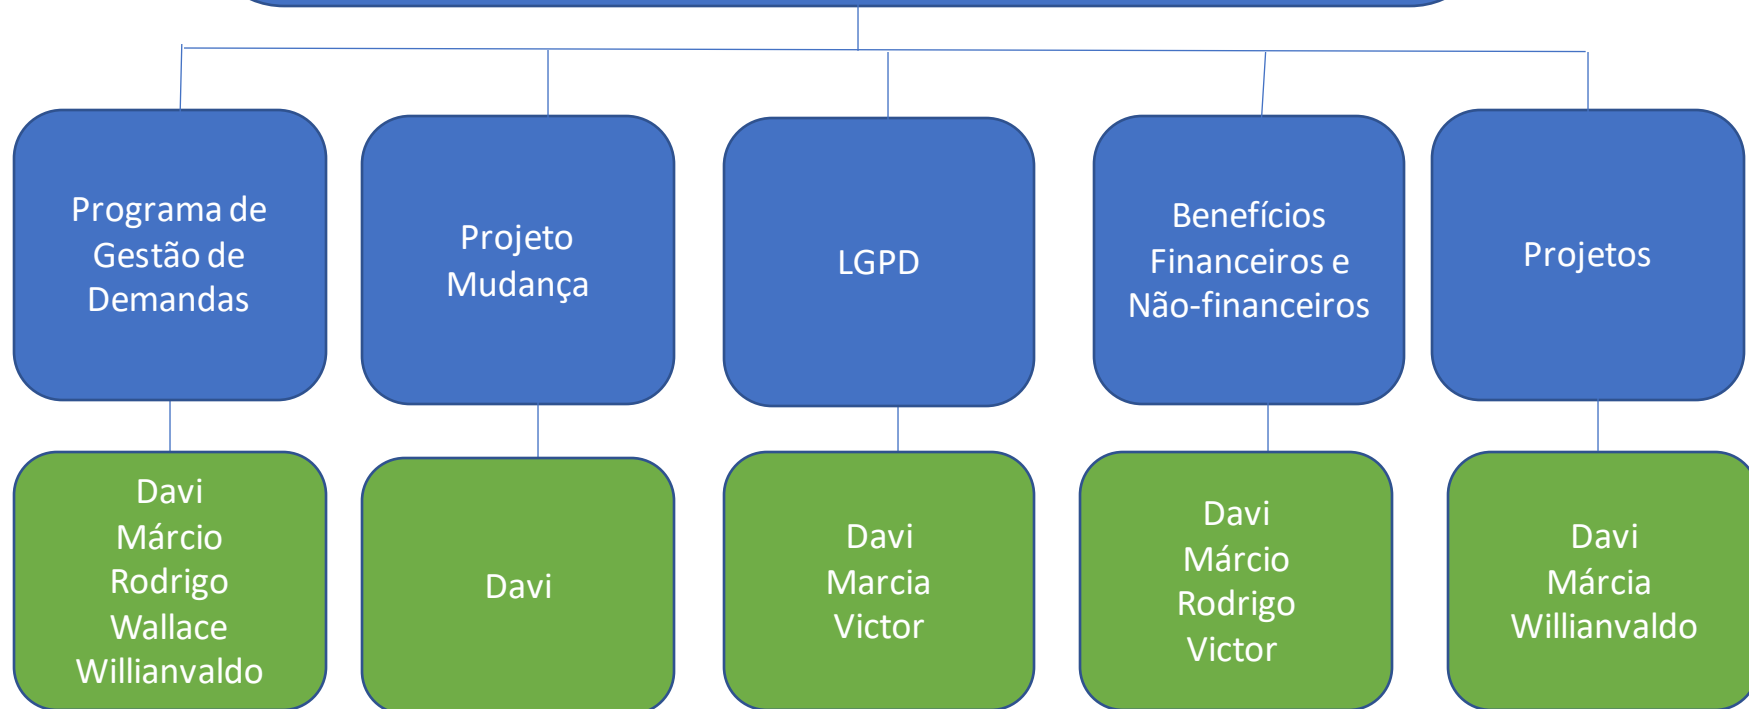 Programa de
Gestão de
Demandas
Projeto
Mudança
LGPD
Benefícios
Financeiros e
Não-financeiros
Projetos
Davi
Márcio
Rodrigo
Wallace
Willianvaldo
Davi
Davi
Marcia
Victor
Davi
Márcio
Rodrigo
Victor
Davi
Márcia
Willianvaldo